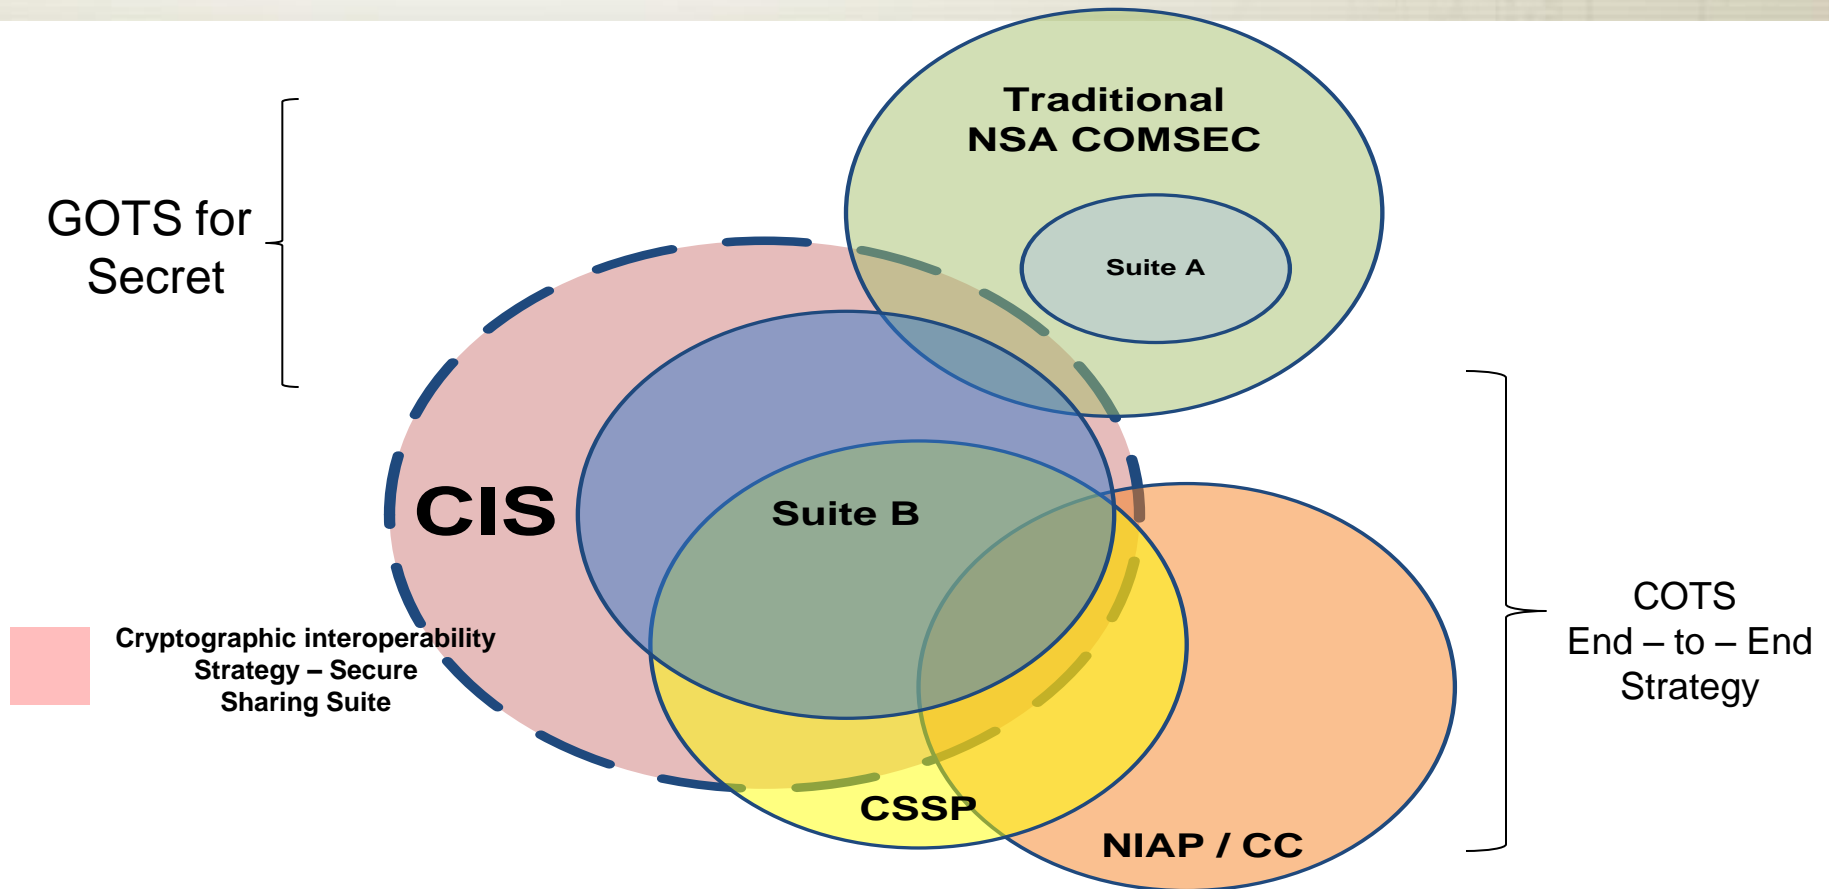 Traditional
NSA COMSEC
GOTS for
Secret
Suite A
CIS
Suite B
Cryptographic interoperability
Strategy – Secure
Sharing Suite
COTS
End – to – End
Strategy
CSSP
NIAP / CC